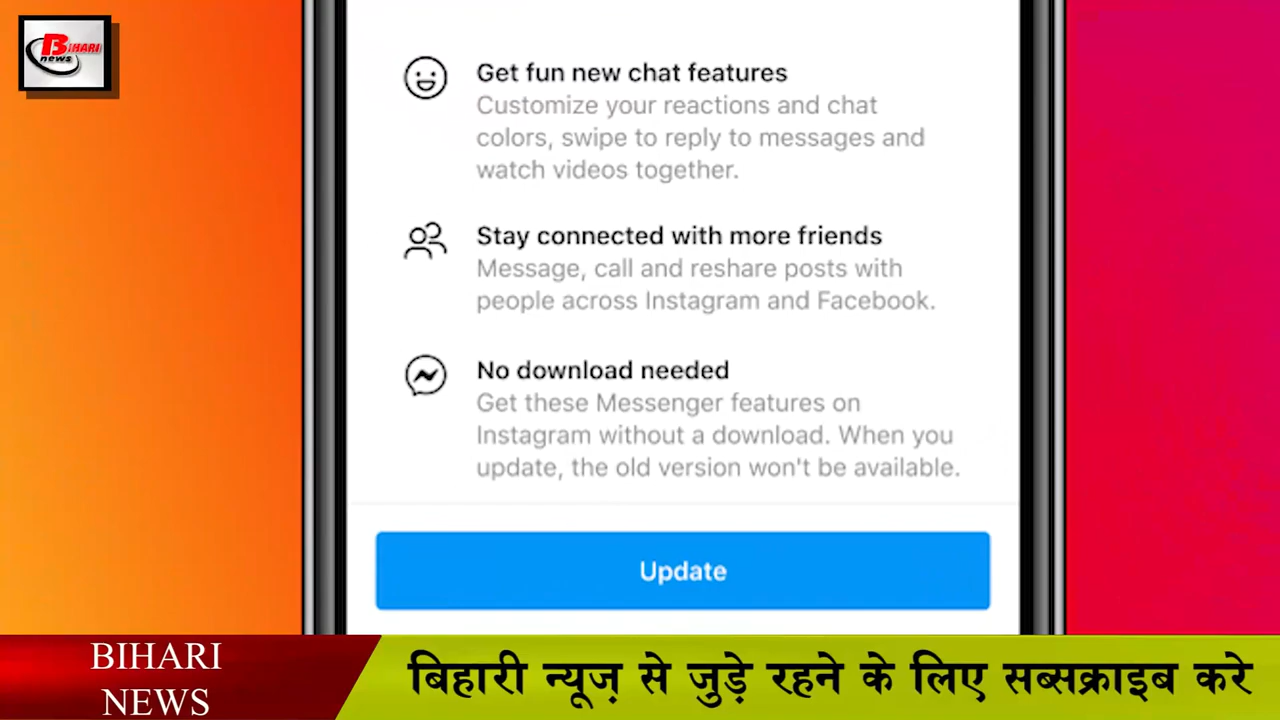 BIHARI
news
Get fun new chat features
Customize your reactions and chat
colors, swipe to reply to messages and
watch videos together.
Stay connected with more friends
Message, call and reshare posts with
people across Instagram and Facebook.
No download needed
Get these Messenger features on
Instagram without a download. When you
update, the old version won't be available.
Update
BIHARI
NEWS
बिहारी न्यूज़ से जुड़े रहने के लिए सब्सक्राइब करे